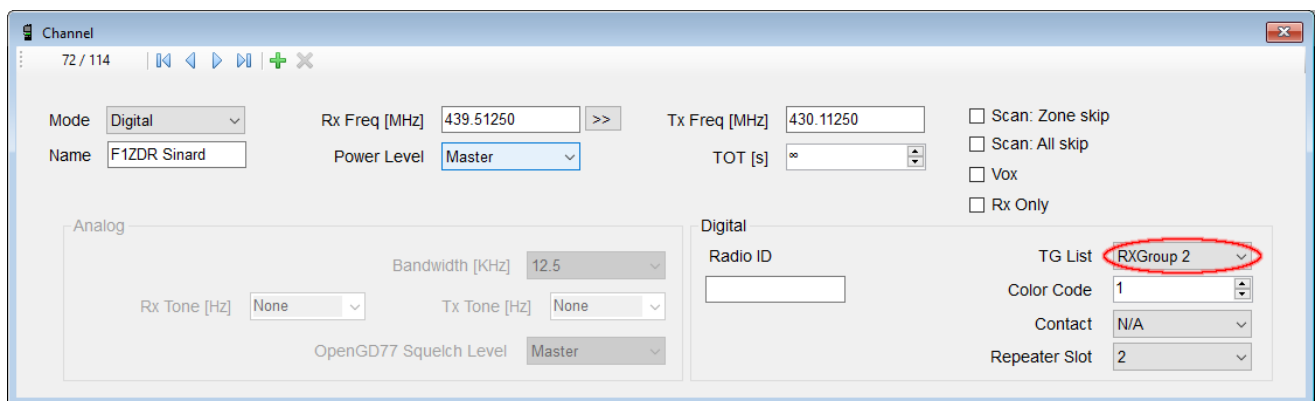 Channel
72 / 114
Mode Digital Rx Freq [MHz] 439.51250 >> Tx Freq [MHz] 430.11250 Scan: Zone skip
Name F1ZDR Sinard Power Level Master TOT [s] ∞ Scan: All skip
Vox
Rx Only
Analog
Bandwidth [KHz] 12.5
Rx Tone [Hz] None Tx Tone [Hz] None
OpenGD77 Squelch Level Master
Digital
Radio ID TG List RXGroup 2
Color Code 1
Contact N/A
Repeater Slot 2